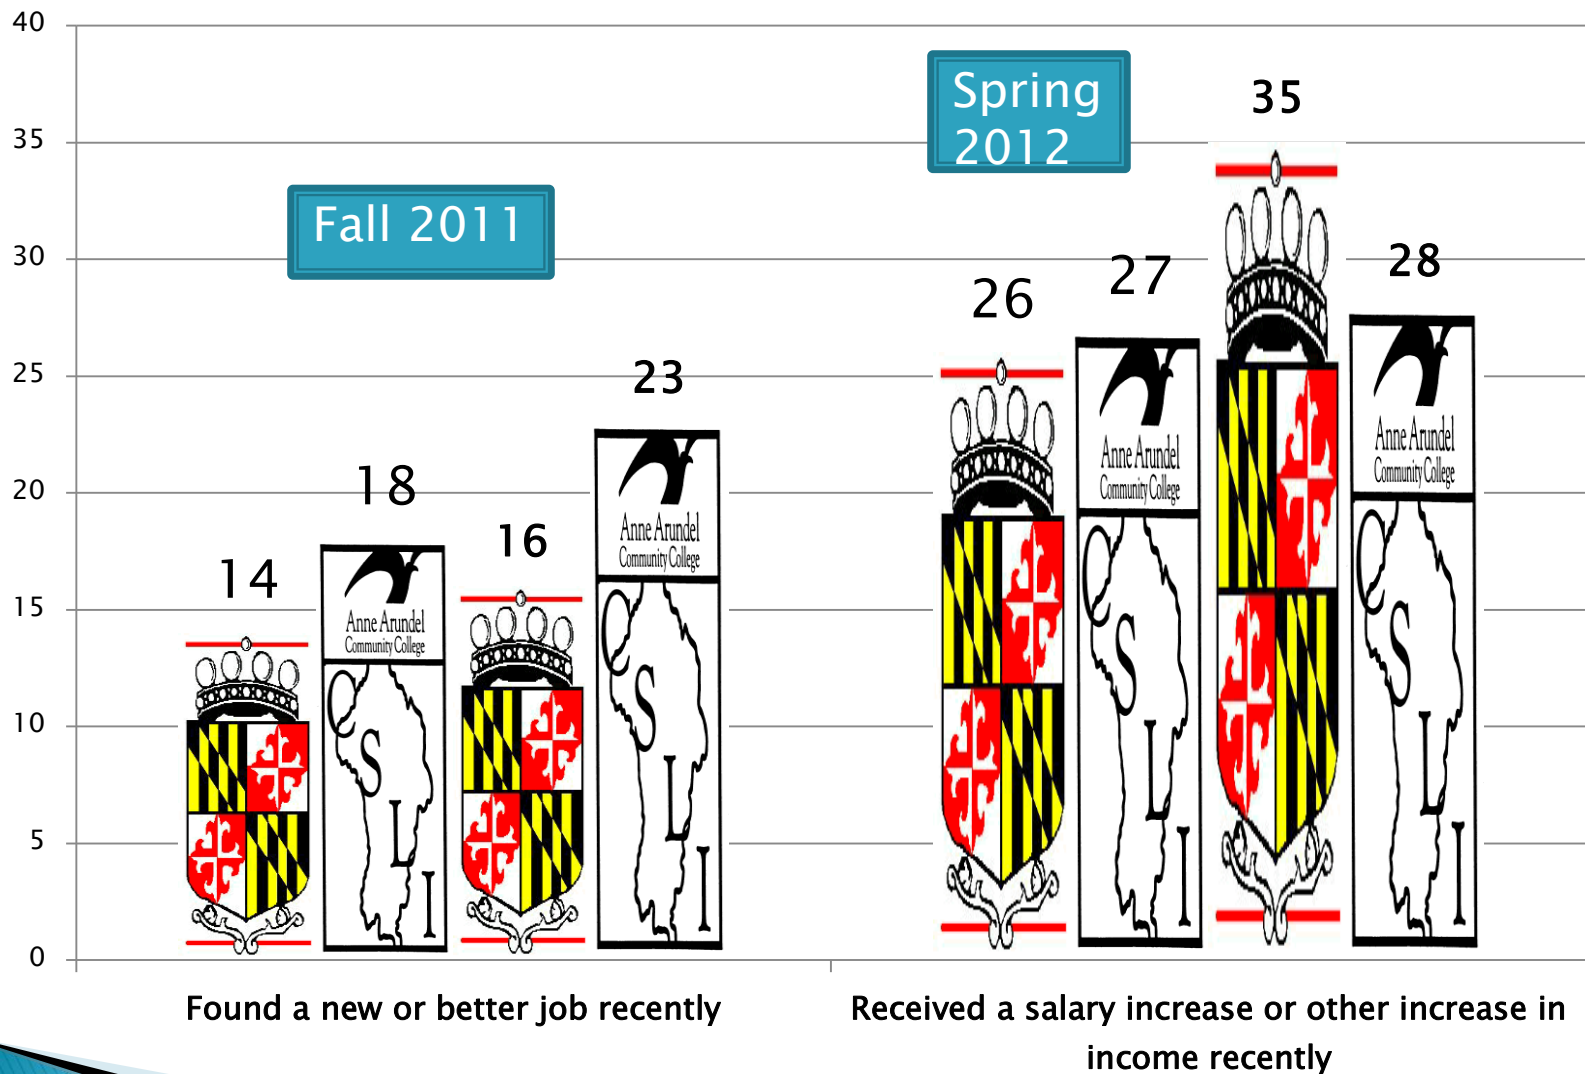 40
35
30
25
20
15
10
5
0
Fall 2011
Spring
2012
14
18
16
23
26
27
35
28
Anne Arundel
Community College
C
S
L
I
Anne Arundel
Community College
C
S
L
I
Anne Arundel
Community College
C
S
L
I
Anne Arundel
Community College
C
S
L
I
Found a new or better job recently
Received a salary increase or other increase in
income recently